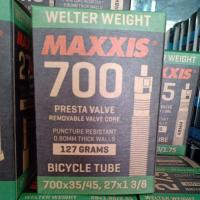 WELTER WEIGHT
MAXXIS
700
PRESTA VALVE
REMOVABLE VALVE CORE
PUNCTURE RESISTANT
0.80MM THICK WALLS
127 GRAMS
BICYCLE TUBE
700x35/45, 27x1 3/8